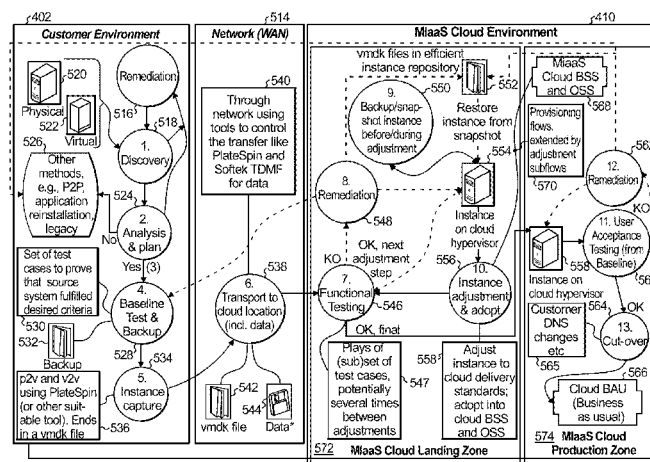 402
514
410
Customer Environment
Network (WAN)
MiaaS Cloud Environment
Physical
520
522
Virtual
526
Remediation
516
518
1.
Discovery
Other
methods,
e.g., P2P,
application
reinstallation,
legacy
524
2.
Analysis
& plan
No
Yes (3)
Set of test
cases to prove
that source
system fulfilled
desired criteria
530
532
Backup
4.
Baseline
Test &
Backup
528
534
p2v and v2v
using PlateSpin
(or other suit-
able tool). Ends
in a vmdk file
536
5.
Instance
capture
540
Through
network using
tools to control
the transfer like
PlateSpin and
Softek TDMF
for data
538
6.
Transport to
cloud location
(incl. data)
542
vmdk file
544
Data*
vmdk files in efficient
instance repository
9.
Backup/snap-
shot instance
before/during
adjustment
550
552
Restore
instance from
snapshot
554
Instance
on cloud
hypervisor
8.
Remediation
548
KO
OK, next
adjustment
step
556
7.
Functional
Testing
546
10.
Instance
adjustment
& adopt
OK, final
Plays of
(sub)set of
test cases,
potentially
several times
between
adjustments
547
558
Adjust
instance to
cloud delivery
standards;
adopt into
cloud BSS
and OSS
572
MiaaS Cloud Landing Zone
MiaaS
Cloud BSS
and OSS
568
Provisioning
flows,
extended by
adjustment
subflows
570
12.
Remediation
KO
558
Instance on
cloud hypervisor
11. User
Acceptance
Testing (from
Baseline)
OK
564
Customer
DNS
changes
etc
565
13.
Cut-over
566
Cloud BAU
(Business
as usual)
574
MiaaS Cloud
Production Zone